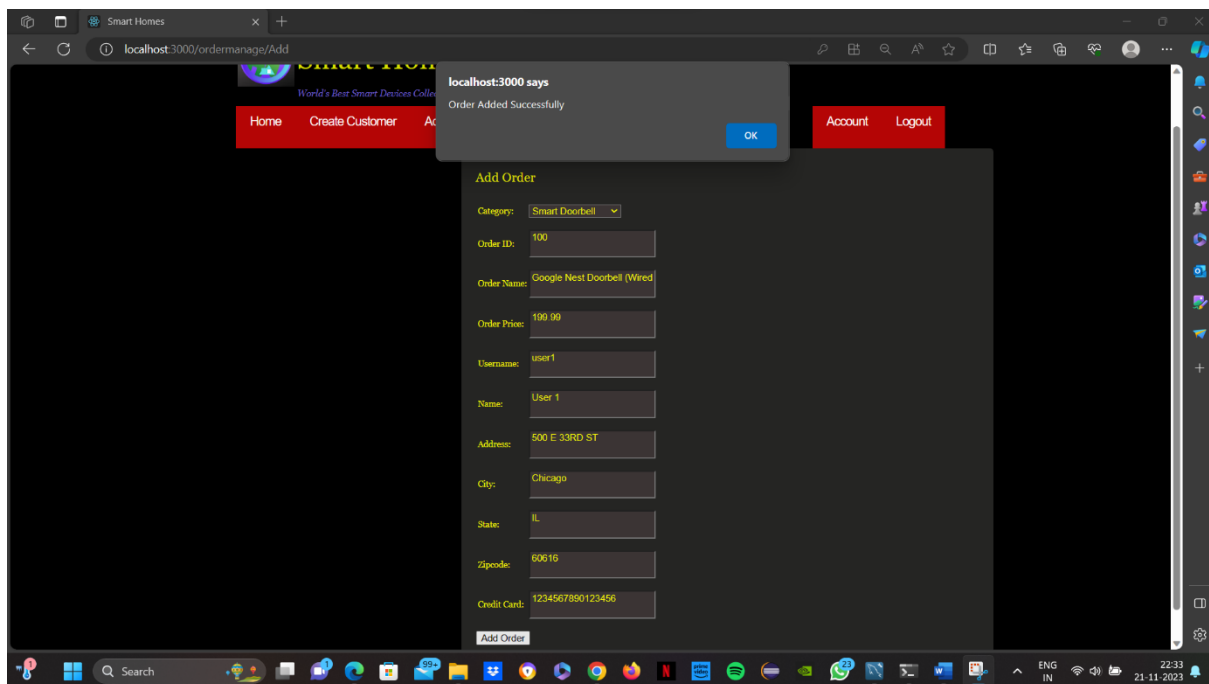 Smart Homes
localhost:3000/ordermanage/Add
World's Best Smart Devices Colle
localhost:3000 says
Order Added Successfully
OK
Home Create Customer Account Logout
Add Order
Category: Smart Doorbell
Order ID: 100
Order Name: Google Nest Doorbell (Wired
Order Price: 199.99
Username: user1
Name: User 1
Address: 500 E 33RD ST
City: Chicago
State: IL
Zipcode: 60616
Credit Card: 1234567890123456
Add Order
Search 99+ 23 ENG IN 22:33 21-11-2023